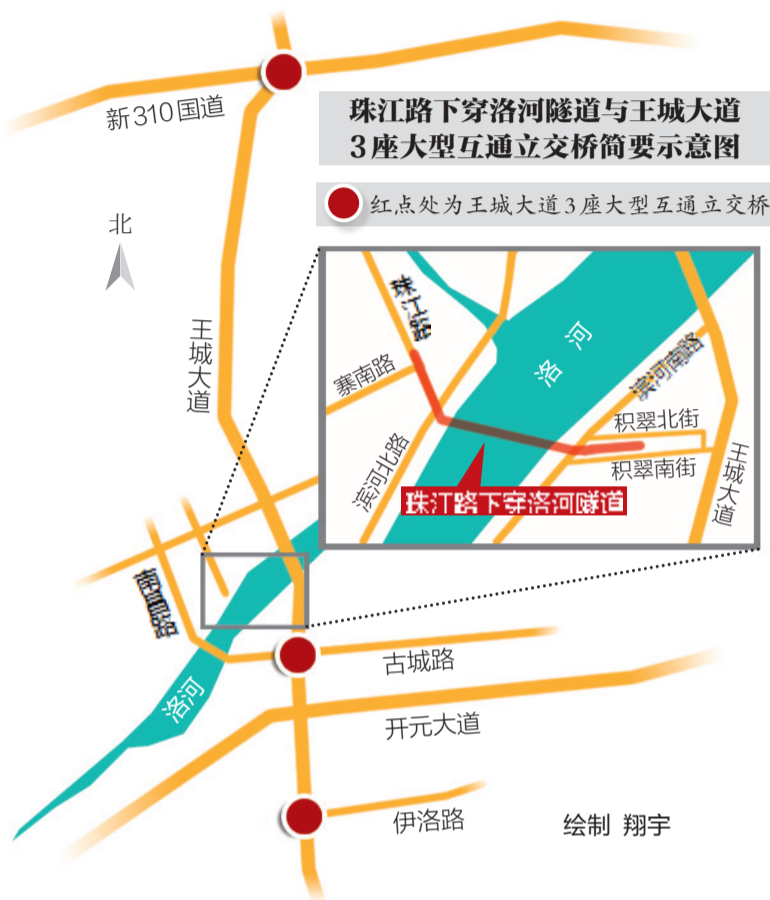 新310国道
珠江路下穿洛河隧道与王城大道
3座大型互通立交桥简要示意图
红点处为王城大道3座大型互通立交桥
北
王城大道
珠江路
洛河
寨南路
滨河南路
积翠北街
滨河北路
积翠南街
王城大道
珠江路下穿洛河隧道
古城路
洛河
开元大道
伊洛路
绘制 翔宇